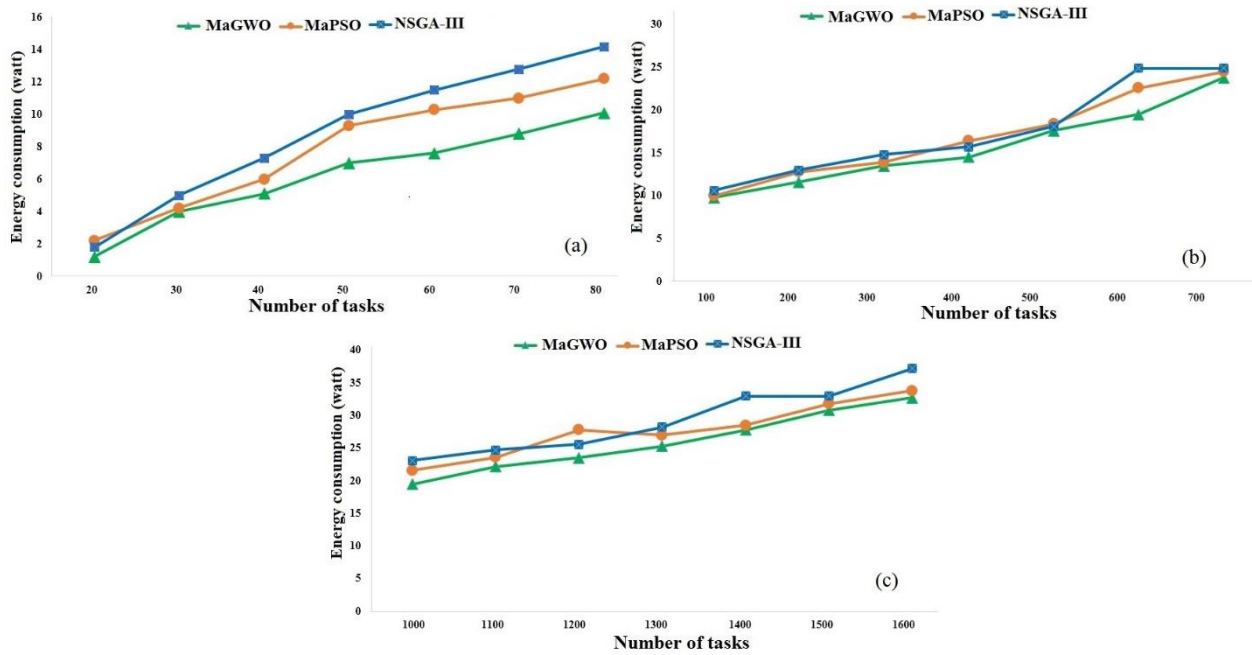 MaGWO MaPSO NSGA-III
Energy consumption (watt)
16
14
12
10
8
6
4
2
0
(a)
20 30 40 50 60 70 80
Number of tasks
MaGWO MaPSO NSGA-III
Energy consumption (watt)
30
25
20
15
10
5
0
(b)
100 200 300 400 500 600 700
Number of tasks
MaGWO MaPSO NSGA-III
Energy consumption (watt)
40
35
30
25
20
15
10
5
0
(c)
1000 1100 1200 1300 1400 1500 1600
Number of tasks